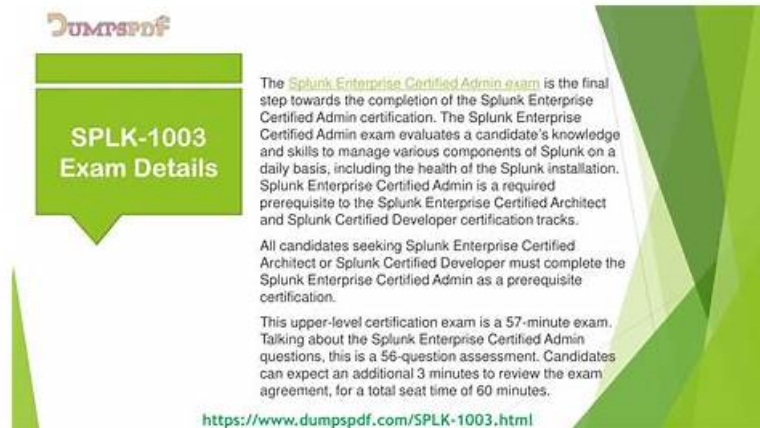 DUMPSPDF
SPLK-1003
Exam Details
The Splunk Enterprise Certified Admin exam is the final
step towards the completion of the Splunk Enterprise
Certified Admin certification. The Splunk Enterprise
Certified Admin exam evaluates a candidate's knowledge
and skills to manage various components of Splunk on a
daily basis, including the health of the Splunk installation.
Splunk Enterprise Certified Admin is a required
prerequisite to the Splunk Enterprise Certified Architect
and Splunk Certified Developer certification tracks.
All candidates seeking Splunk Enterprise Certified
Architect or Splunk Certified Developer must complete the
Splunk Enterprise Certified Admin as a prerequisite
certification.
This upper-level certification exam is a 57-minute exam.
Talking about the Splunk Enterprise Certified Admin
questions, this is a 56-question assessment. Candidates
can expect an additional 3 minutes to review the exam
agreement, for a total seat time of 60 minutes.
https://www.dumpspdf.com/SPLK-1003.html